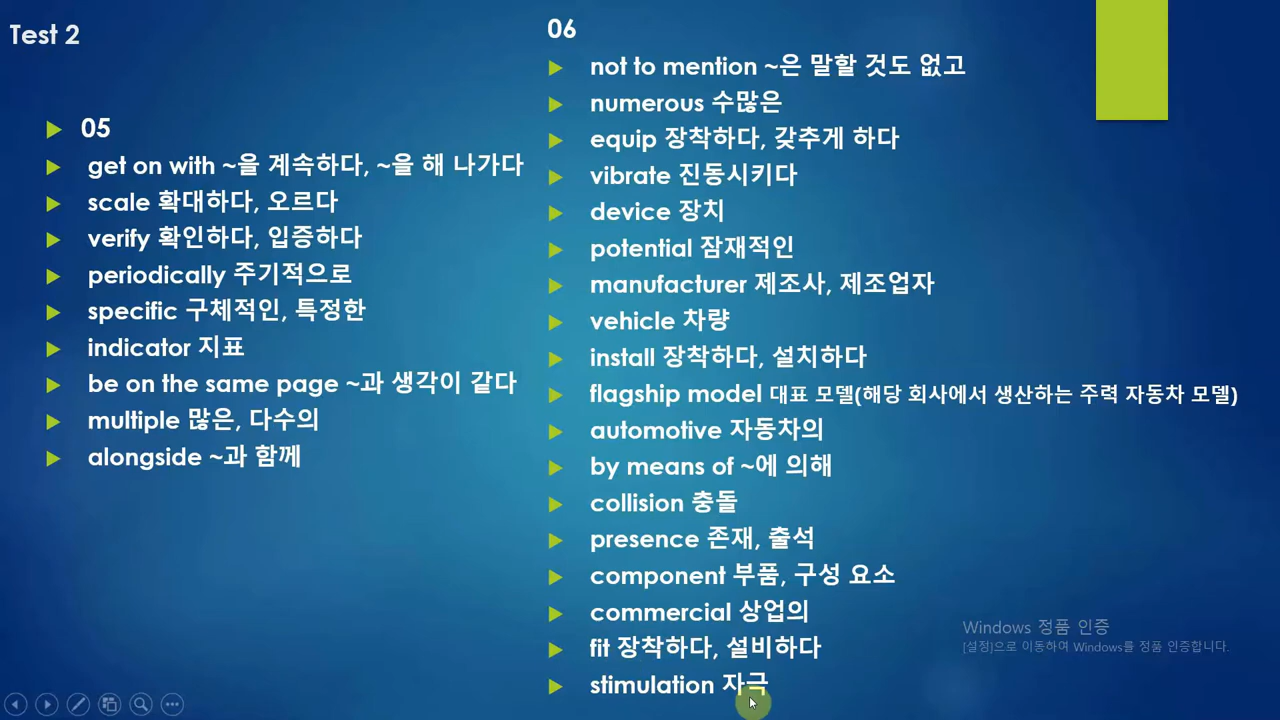 Test 2
05
get on with ~을 계속하다, ~을 해 나가다
scale 확대하다, 오르다
verify 확인하다, 입증하다
periodically 주기적으로
specific 구체적인, 특정한
indicator 지표
be on the same page ~과 생각이 같다
multiple 많은, 다수의
alongside ~과 함께
06
not to mention ~은 말할 것도 없고
numerous 수많은
equip 장착하다, 갖추게 하다
vibrate 진동시키다
device 장치
potential 잠재적인
manufacturer 제조사, 제조업자
vehicle 차량
install 장착하다, 설치하다
flagship model 대표 모델(해당 회사에서 생산하는 주력 자동차 모델)
automotive 자동차의
by means of ~에 의해
collision 충돌
presence 존재, 출석
component 부품, 구성 요소
commercial 상업의
fit 장착하다, 설비하다
stimulation 자극
Windows 정품 인증
[설정]으로 이동하여 Windows를 정품 인증합니다.